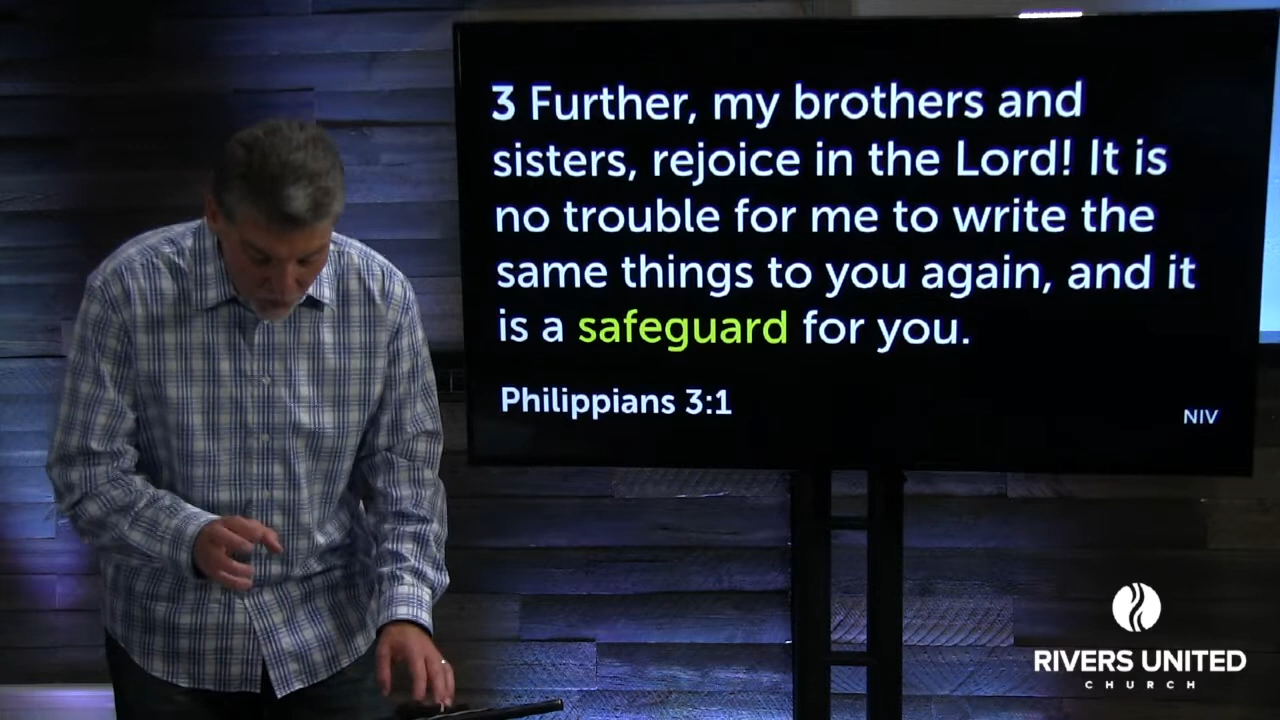 3 Further, my brothers and
sisters, rejoice in the Lord! It is
no trouble for me to write the
same things to you again, and it
is a safeguard for you.
Philippians 3:1
NIV
RIVERS UNITED
CHURCH